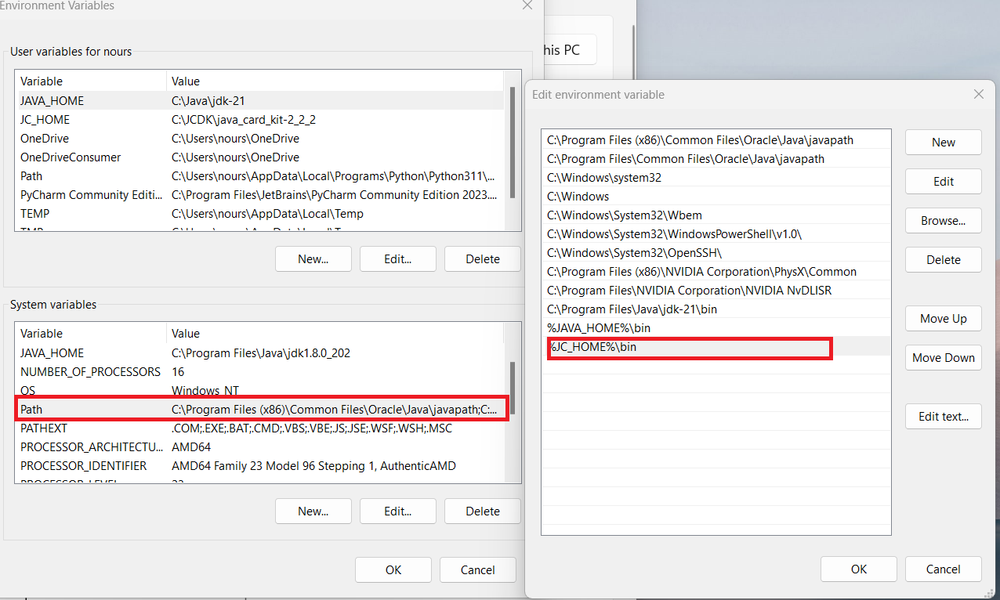 Environment Variables
User variables for nours
Variable Value
JAVA_HOME C:\Java\jdk-21
JC_HOME C:\JCDK\java_card_kit-2_2_2
OneDrive C:\Users\nours\OneDrive
OneDriveConsumer C:\Users\nours\OneDrive
Path C:\Users\nours\AppData\Local\Programs\Python\Python311\...
PyCharm Community Editi... C:\Program Files\JetBrains\PyCharm Community Edition 2023....
TEMP C:\Users\nours\AppData\Local\Temp
New... Edit... Delete
System variables
Variable Value
JAVA_HOME C:\Program Files\Java\jdk1.8.0_202
NUMBER_OF_PROCESSORS 16
OS Windows_NT
Path C:\Program Files (x86)\Common Files\Oracle\Java\javapath;C:...
PATHEXT .COM;.EXE;.BAT;.CMD;.VBS;.VBE;.JS;.JSE;.WSF;.WSH;.MSC
PROCESSOR_ARCHITECTU... AMD64
PROCESSOR_IDENTIFIER AMD64 Family 23 Model 96 Stepping 1, AuthenticAMD
New... Edit... Delete
OK Cancel
his PC
Edit environment variable
C:\Program Files (x86)\Common Files\Oracle\Java\javapath
C:\Program Files\Common Files\Oracle\Java\javapath
C:\Windows\system32
C:\Windows
C:\Windows\System32\Wbem
C:\Windows\System32\WindowsPowerShell\v1.0\
C:\Windows\System32\OpenSSH\
C:\Program Files (x86)\NVIDIA Corporation\PhysX\Common
C:\Program Files\NVIDIA Corporation\NVIDIA NvDLISR
C:\Program Files\Java\jdk-21\bin
%JAVA_HOME%\bin
%JC_HOME%\bin
New
Edit
Browse...
Delete
Move Up
Move Down
Edit text...
OK Cancel